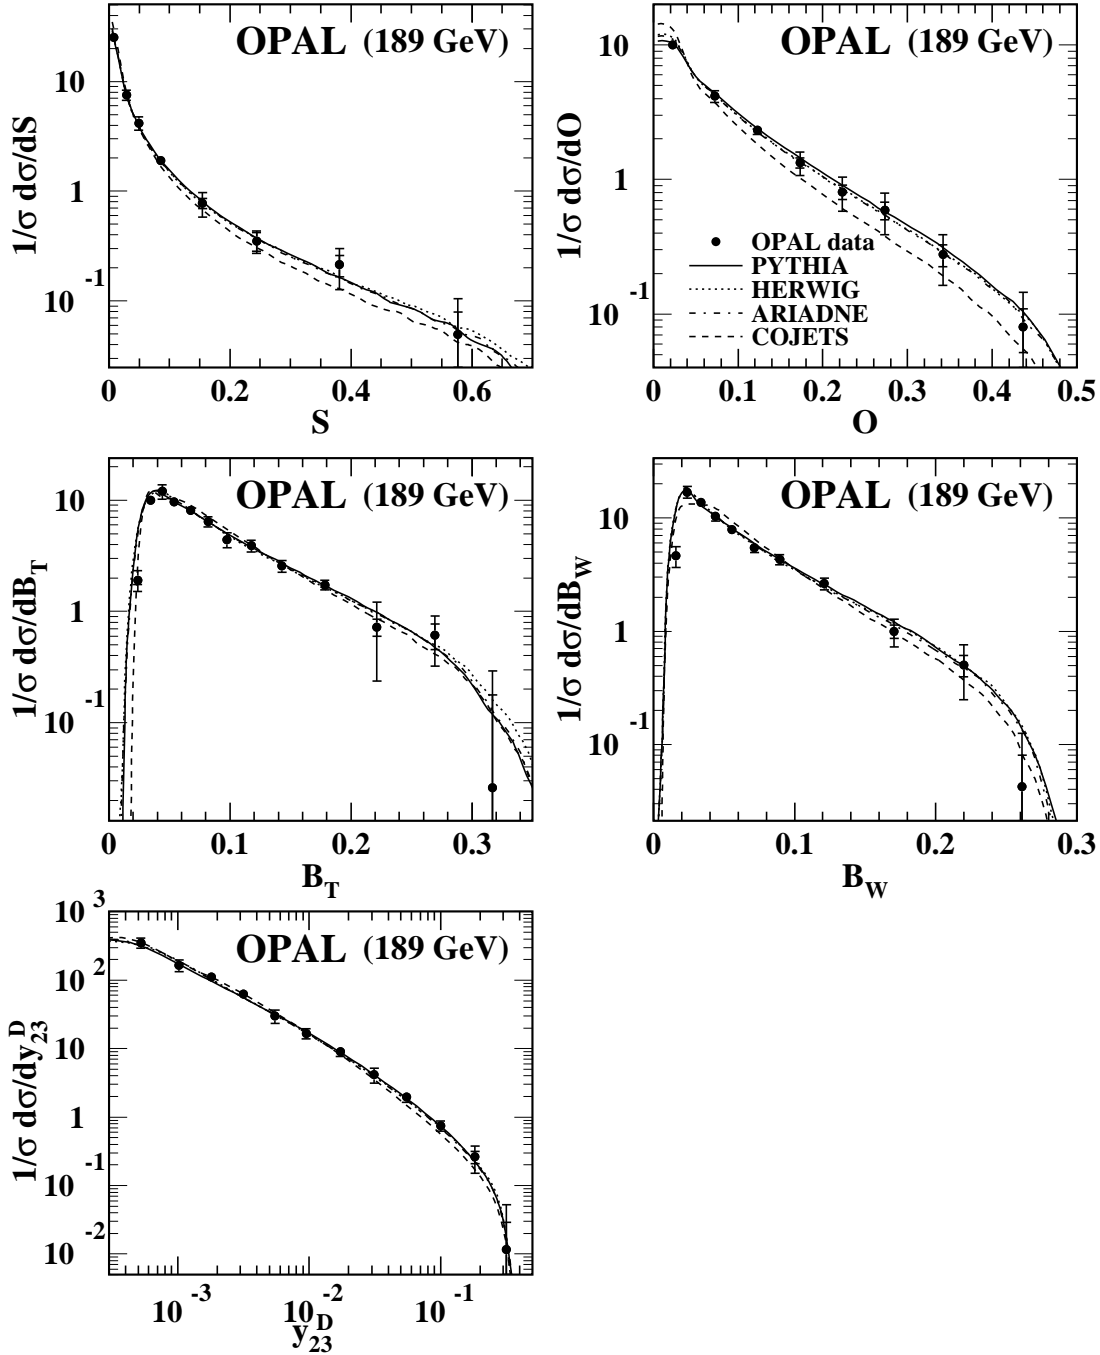 OPAL (189 GeV)
1/σ dσ/dS
10
1
10 -1
0 0.2 0.4 0.6
S
OPAL (189 GeV)
1/σ dσ/dO
10
1
10 -1
OPAL data
PYTHIA
HERWIG
ARIADNE
COJETS
0 0.1 0.2 0.3 0.4 0.5
O
OPAL (189 GeV)
1/σ dσ/dB_T
10
1
10 -1
0 0.1 0.2 0.3
B_T
OPAL (189 GeV)
1/σ dσ/dB_W
10
1
10 -1
0 0.1 0.2 0.3
B_W
OPAL (189 GeV)
1/σ dσ/dy_23^D
10 3
10 2
10
1
10 -1
10 -2
10 -3 10 -2 10 -1
y_23^D